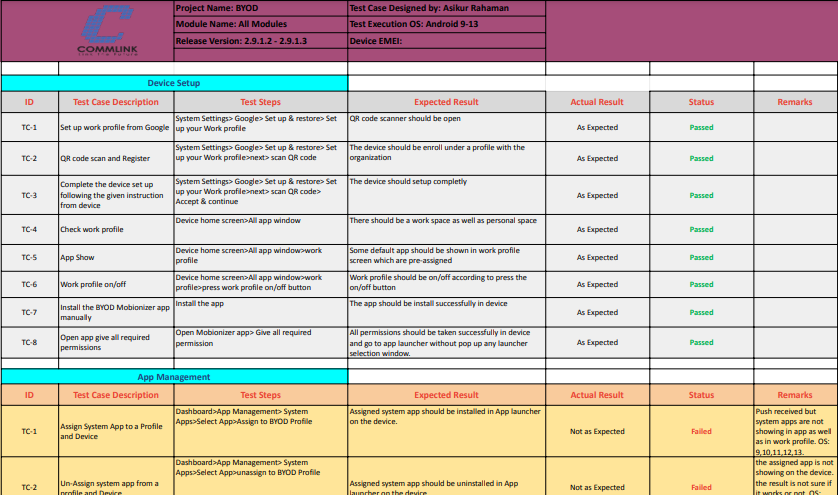 COMMLINK
Link The Future
Project Name: BYOD
Module Name: All Modules
Release Version: 2.9.1.2 - 2.9.1.3
Test Case Designed by: Asikur Rahaman
Test Execution OS: Android 9-13
Device EMEI:
Device Setup
ID Test Case Description Test Steps Expected Result Actual Result Status Remarks
TC-1
Set up work profile from Google
System Settings> Google> Set up & restore> Set
up your Work profile
QR code scanner should be open
As Expected
Passed
TC-2
QR code scan and Register
System Settings> Google> Set up & restore> Set
up your Work profile>next> scan QR code
The device should be enroll under a profile with the
organization
As Expected
Passed
TC-3
Complete the device set up
following the given instruction
from device
System Settings> Google> Set up & restore> Set
up your Work profile>next> scan QR code>
Accept & continue
The device should setup completly
As Expected
Passed
TC-4
Check work profile
Device home screen>All app window
There should be a work space as well as personal space
As Expected
Passed
TC-5
App Show
Device home screen>All app window>work
profile
Some default app should be shown in work profile
screen which are pre-assigned
As Expected
Passed
TC-6
Work profile on/off
Device home screen>All app window>work
profile>press work profile on/off button
Work profile should be on/off according to press the
on/off button
As Expected
Passed
TC-7
Install the BYOD Mobionizer app
manually
Install the app
The app should be install successfully in device
As Expected
Passed
TC-8
Open app give all required
permissions
Open Mobionizer app> Give all required
permission
All permissions should be taken successfully in device
and go to app launcher without pop up any launcher
selection window.
As Expected
Passed
App Management
ID Test Case Description Test Steps Expected Result Actual Result Status Remarks
TC-1
Assign System App to a Profile
and Device
Dashboard>App Management> System
Apps>Select App>Assign to BYOD Profile
Assigned system app should be installed in App launcher
on the device.
Not as Expected
Failed
Push received but
system apps are not
showing in app as well
as in work profile. OS:
9,10,11,12,13.
TC-2
Un-Assign system app from a
profile and Device
Dashboard>App Management> System
Apps>Select App>unassign to BYOD Profile
Assigned system app should be uninstalled in App
launcher on the device.
Not as Expected
Failed
the assigned app is not
showing on the device.
the result is not sure if
it works or not. OS: